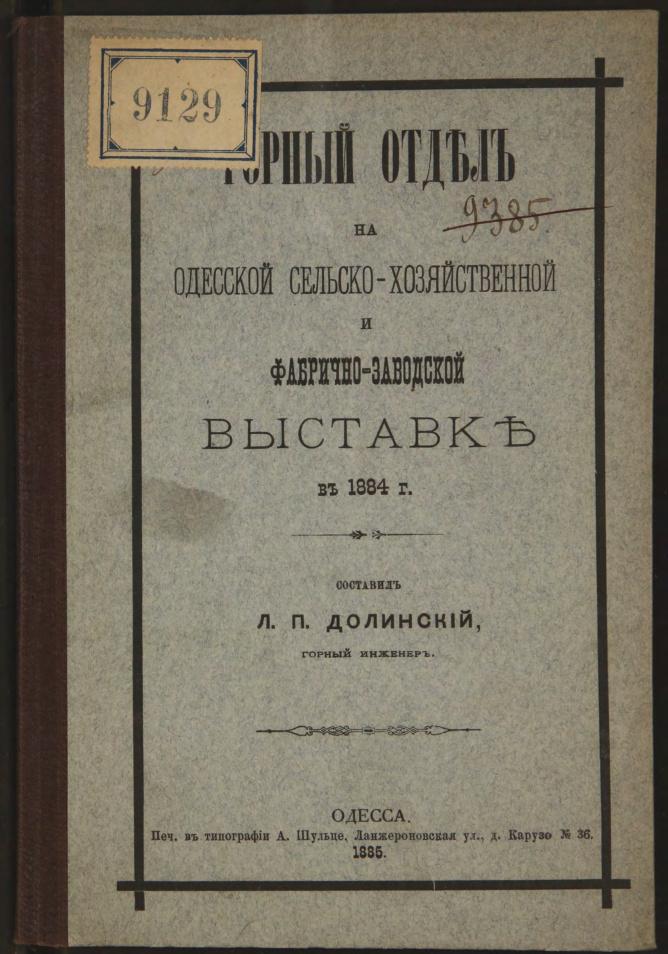 9129
ГОРНЫЙ ОТДѢЛЪ
9385.
НА
ОДЕССКОЙ СЕЛЬСКО-ХОЗЯЙСТВЕННОЙ
И
ФАБРИЧНО-ЗАВОДСКОЙ
ВЫСТАВКѢ
въ 1884 г.
СОСТАВИЛЪ
Л. П. ДОЛИНСКІЙ,
ГОРНЫЙ ИНЖЕНЕРЪ.
ОДЕССА.
Печ. въ типографіи А. Шульце, Ланжероновская ул., д. Карузо № 36.
1885.